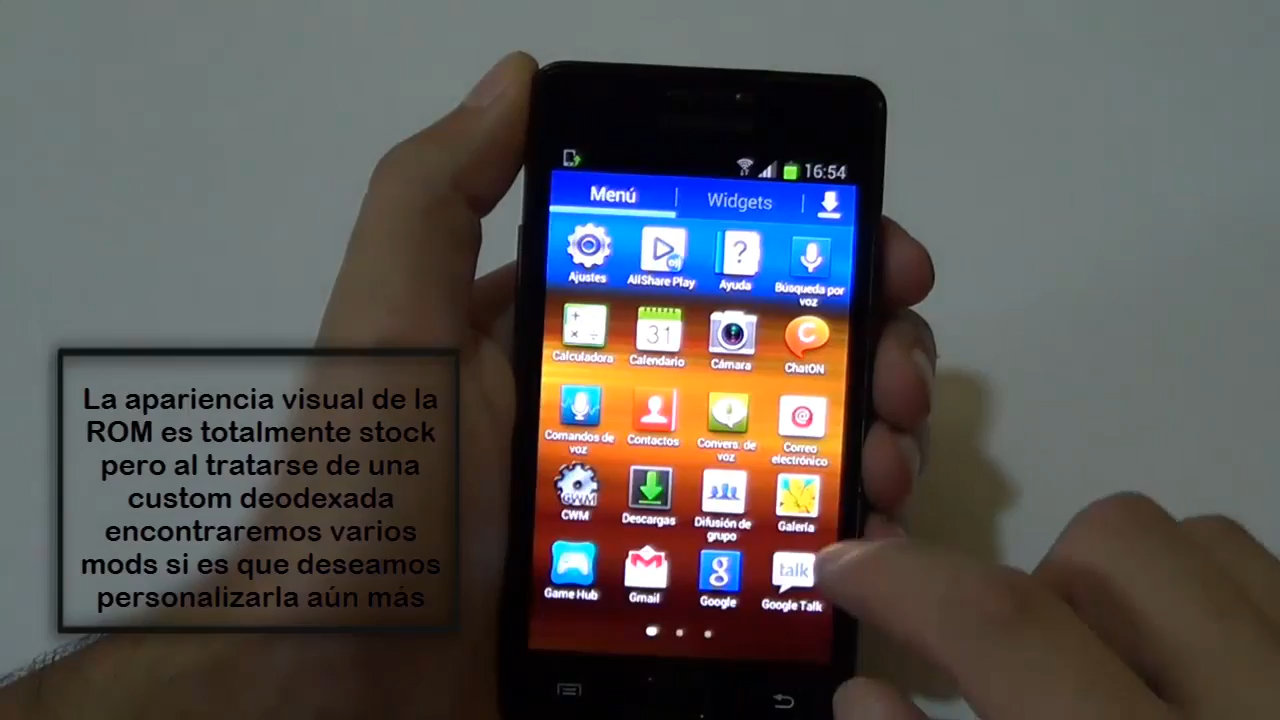 16:54
Menú
Widgets
Ajustes
AllShare Play
Ayuda
Búsqueda por
voz
31
Calculadora
Calendario
Cámara
ChatON
Comandos de
voz
Contactos
Convers. de
voz
Correo
electrónico
CWM
CWM
Descargas
Difusión de
grupo
Galería
talk
Game Hub
Gmail
Google
Google Talk
La apariencia visual de la
ROM es totalmente stock
pero al tratarse de una
custom deodexada
encontraremos varios
mods si es que deseamos
personalizarla aún más